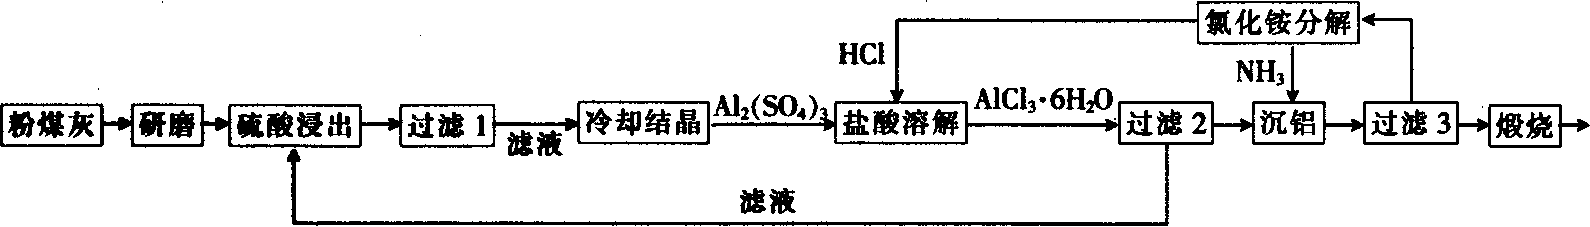 氯化铵分解
HCl
NH₃
粉煤灰
研磨
硫酸浸出
过滤1
滤液
冷却结晶
Al₂(SO₄)₃
盐酸溶解
AlCl₃·6H₂O
过滤2
沉铝
过滤3
煅烧
滤液